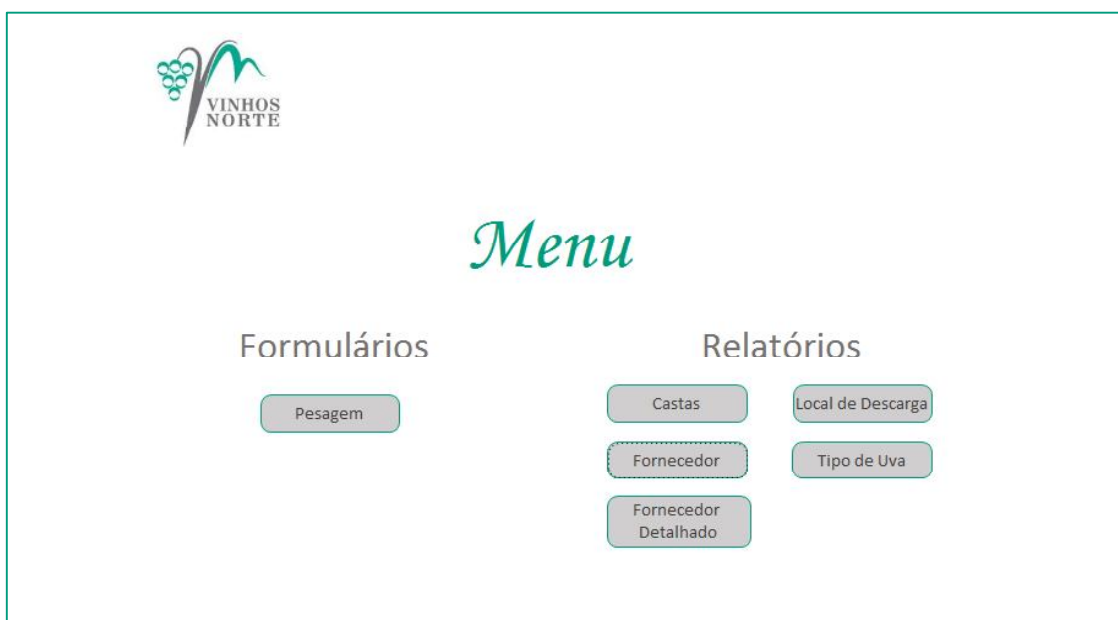 VINHOS
NORTE
Menu
Formulários
Relatórios
Pesagem
Castas
Local de Descarga
Fornecedor
Tipo de Uva
Fornecedor
Detalhado